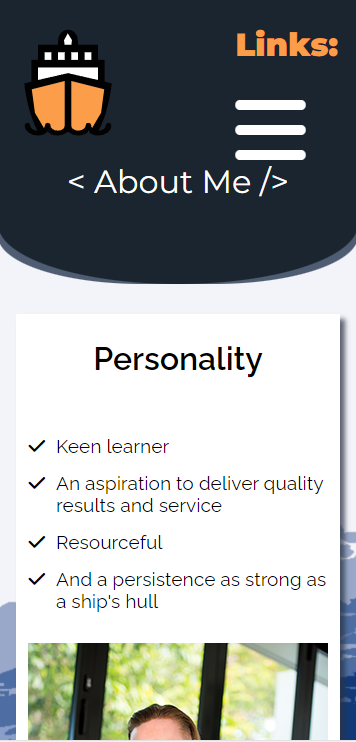 Links:
< About Me />
Personality
Keen learner
An aspiration to deliver quality
results and service
Resourceful
And a persistence as strong as
a ship's hull